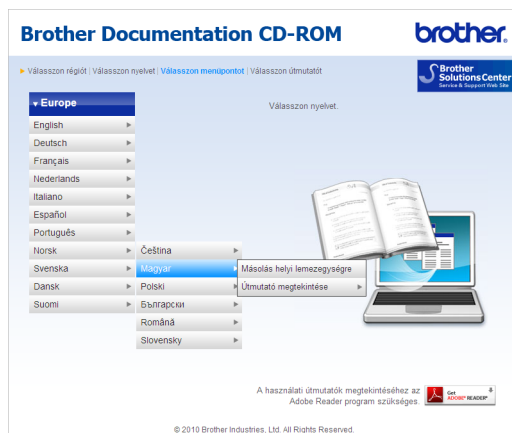 Brother Documentation CD-ROM
brother.
Válasszon régiót | Válasszon nyelvet | Válasszon menüpontot | Válasszon útmutatót
Brother
Solutions Center
Service & Support Web Site
Europe
Válasszon nyelvet.
English
Deutsch
Français
Nederlands
Italiano
Español
Português
Norsk
Čeština
Svenska
Magyar
Másolás helyi lemezegységre
Dansk
Polski
Útmutató megtekintése
Suomi
Български
Română
Slovensky
A használati útmutatók megtekintéséhez az
Adobe Reader program szükséges.
Get
ADOBE® READER®
© 2010 Brother Industries, Ltd. All Rights Reserved.